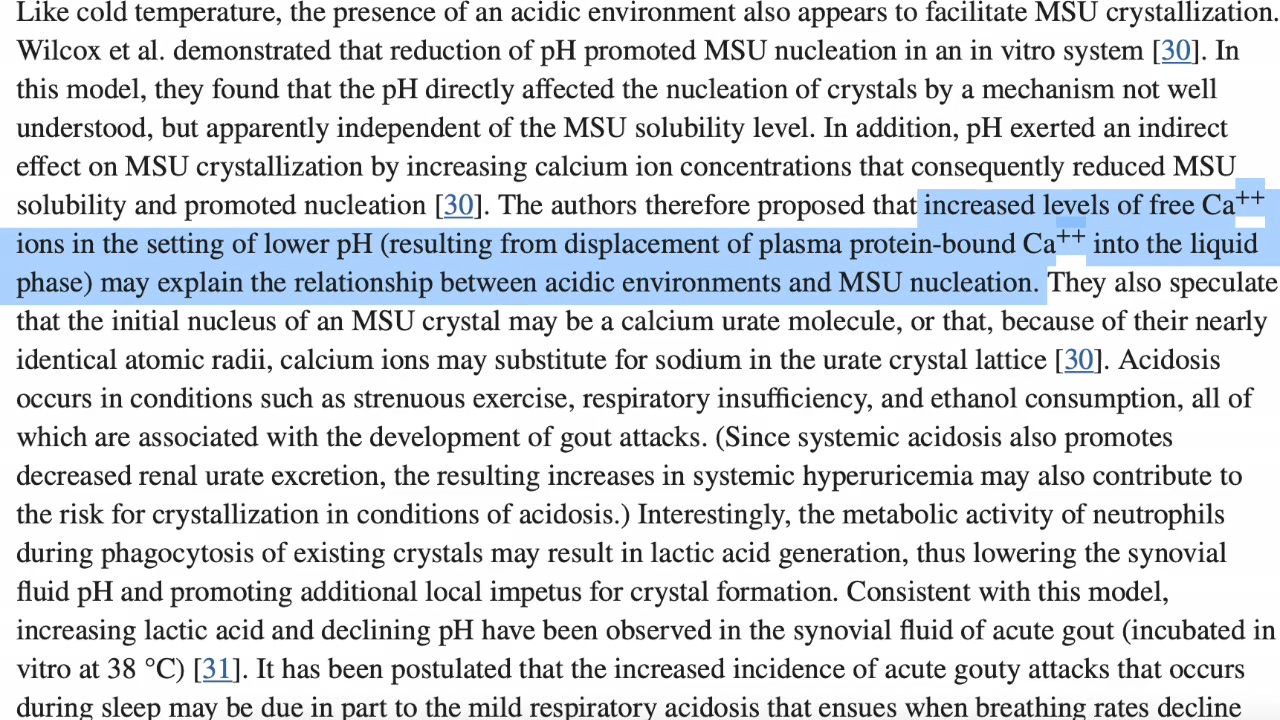 Like cold temperature, the presence of an acidic environment also appears to facilitate MSU crystallization.
Wilcox et al. demonstrated that reduction of pH promoted MSU nucleation in an in vitro system [30]. In
this model, they found that the pH directly affected the nucleation of crystals by a mechanism not well
understood, but apparently independent of the MSU solubility level. In addition, pH exerted an indirect
effect on MSU crystallization by increasing calcium ion concentrations that consequently reduced MSU
solubility and promoted nucleation [30]. The authors therefore proposed that increased levels of free Ca++
ions in the setting of lower pH (resulting from displacement of plasma protein-bound Ca++ into the liquid
phase) may explain the relationship between acidic environments and MSU nucleation. They also speculate
that the initial nucleus of an MSU crystal may be a calcium urate molecule, or that, because of their nearly
identical atomic radii, calcium ions may substitute for sodium in the urate crystal lattice [30]. Acidosis
occurs in conditions such as strenuous exercise, respiratory insufficiency, and ethanol consumption, all of
which are associated with the development of gout attacks. (Since systemic acidosis also promotes
decreased renal urate excretion, the resulting increases in systemic hyperuricemia may also contribute to
the risk for crystallization in conditions of acidosis.) Interestingly, the metabolic activity of neutrophils
during phagocytosis of existing crystals may result in lactic acid generation, thus lowering the synovial
fluid pH and promoting additional local impetus for crystal formation. Consistent with this model,
increasing lactic acid and declining pH have been observed in the synovial fluid of acute gout (incubated in
vitro at 38 °C) [31]. It has been postulated that the increased incidence of acute gouty attacks that occurs
during sleep may be due in part to the mild respiratory acidosis that ensues when breathing rates decline